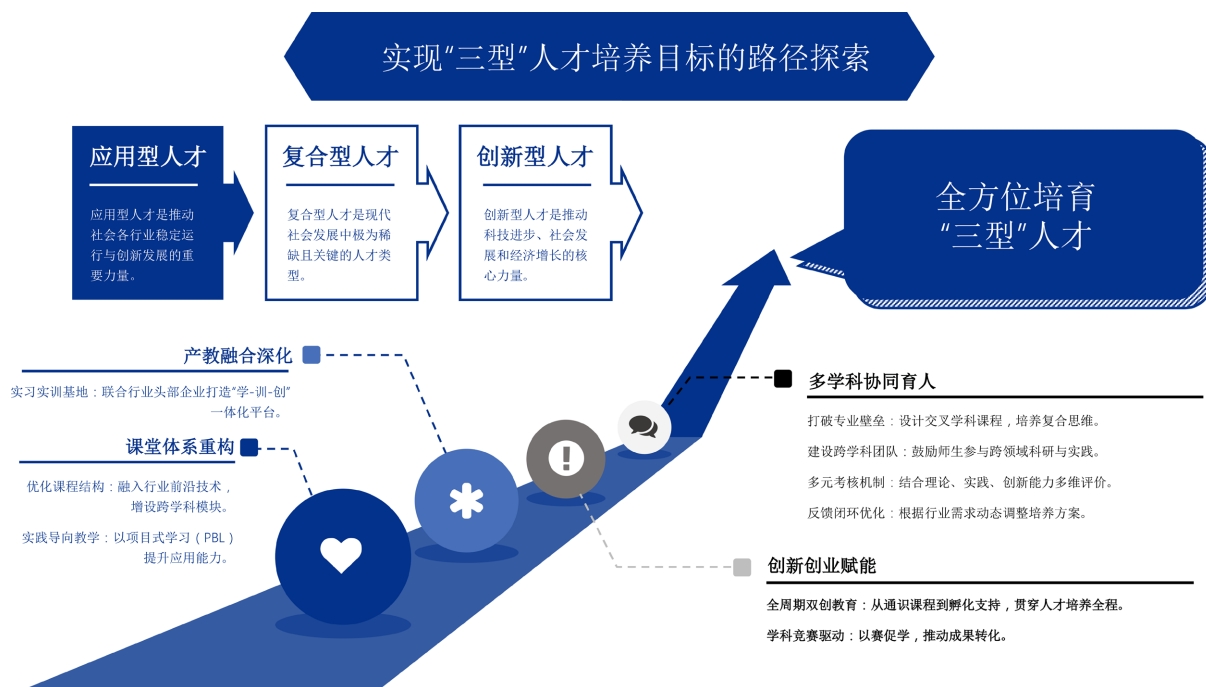 实现“三型”人才培养目标的路径探索
应用型人才
应用型人才是推动
社会各行业稳定运
行与创新发展的重
要力量。
复合型人才
复合型人才是现代
社会发展中极为稀
缺且关键的人才类
型。
创新型人才
创新型人才是推动
科技进步、社会发
展和经济增长的核
心力量。
全方位培育
“三型”人才
产教融合深化
实习实训基地：联合行业头部企业打造“学-训-创”
一体化平台。
课堂体系重构
优化课程结构：融入行业前沿技术，
增设跨学科模块。
实践导向教学：以项目式学习（PBL）
提升应用能力。
多学科协同育人
打破专业壁垒：设计交叉学科课程，培养复合思维。
建设跨学科团队：鼓励师生参与跨领域科研与实践。
多元考核机制：结合理论、实践、创新能力多维评价。
反馈闭环优化：根据行业需求动态调整培养方案。
创新创业赋能
全周期双创教育：从通识课程到孵化支持，贯穿人才培养全程。
学科竞赛驱动：以赛促学，推动成果转化。